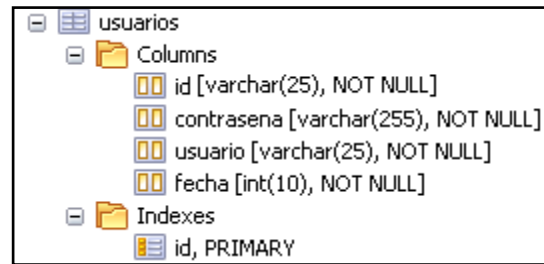 usuarios
Columns
id [varchar(25), NOT NULL]
contrasena [varchar(255), NOT NULL]
usuario [varchar(25), NOT NULL]
fecha [int(10), NOT NULL]
Indexes
id, PRIMARY